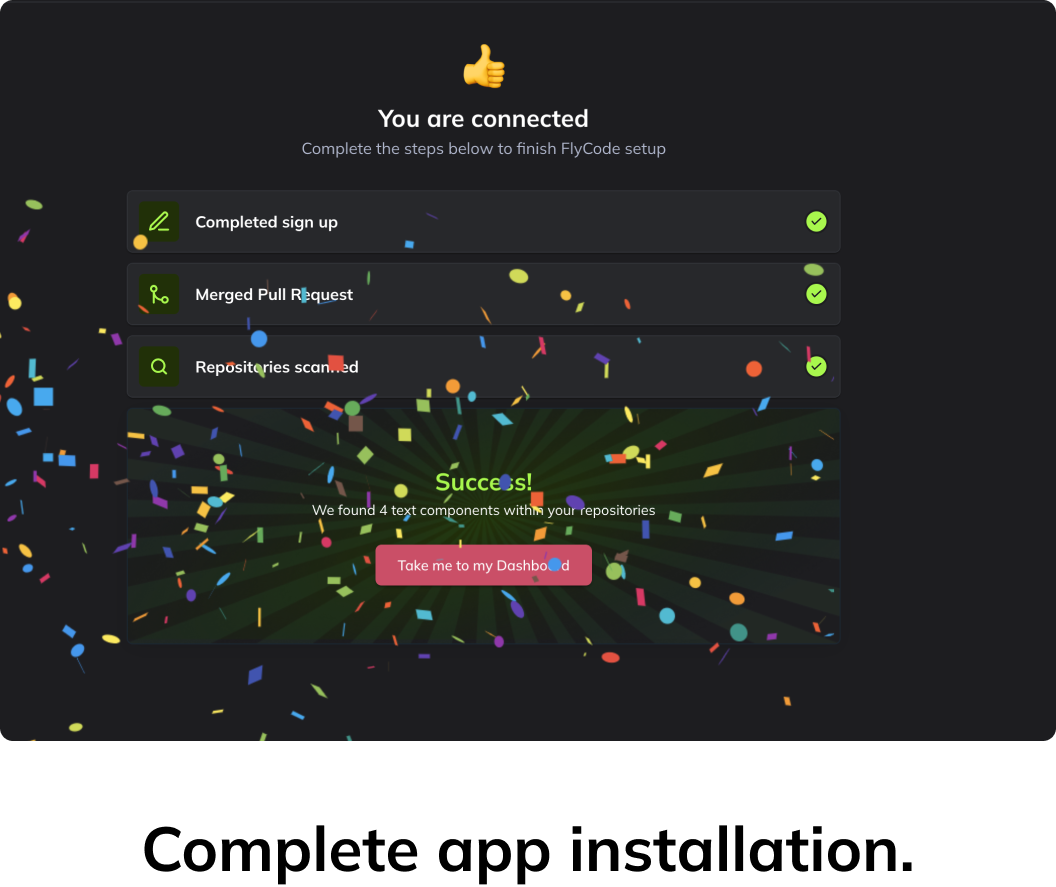 You are connected
Complete the steps below to finish FlyCode setup
Completed sign up
Merged Pull Request
Repositories scanned
Success!
We found 4 text components within your repositories
Take me to my Dashboard
Complete app installation.